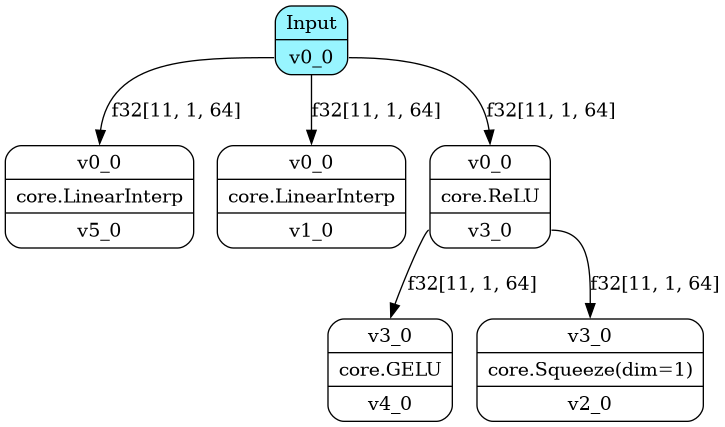 Input
v0_0
f32[11, 1, 64]
f32[11, 1, 64]
f32[11, 1, 64]
v0_0
core.LinearInterp
v5_0
v0_0
core.LinearInterp
v1_0
v0_0
core.ReLU
v3_0
f32[11, 1, 64]
f32[11, 1, 64]
v3_0
core.GELU
v4_0
v3_0
core.Squeeze(dim=1)
v2_0